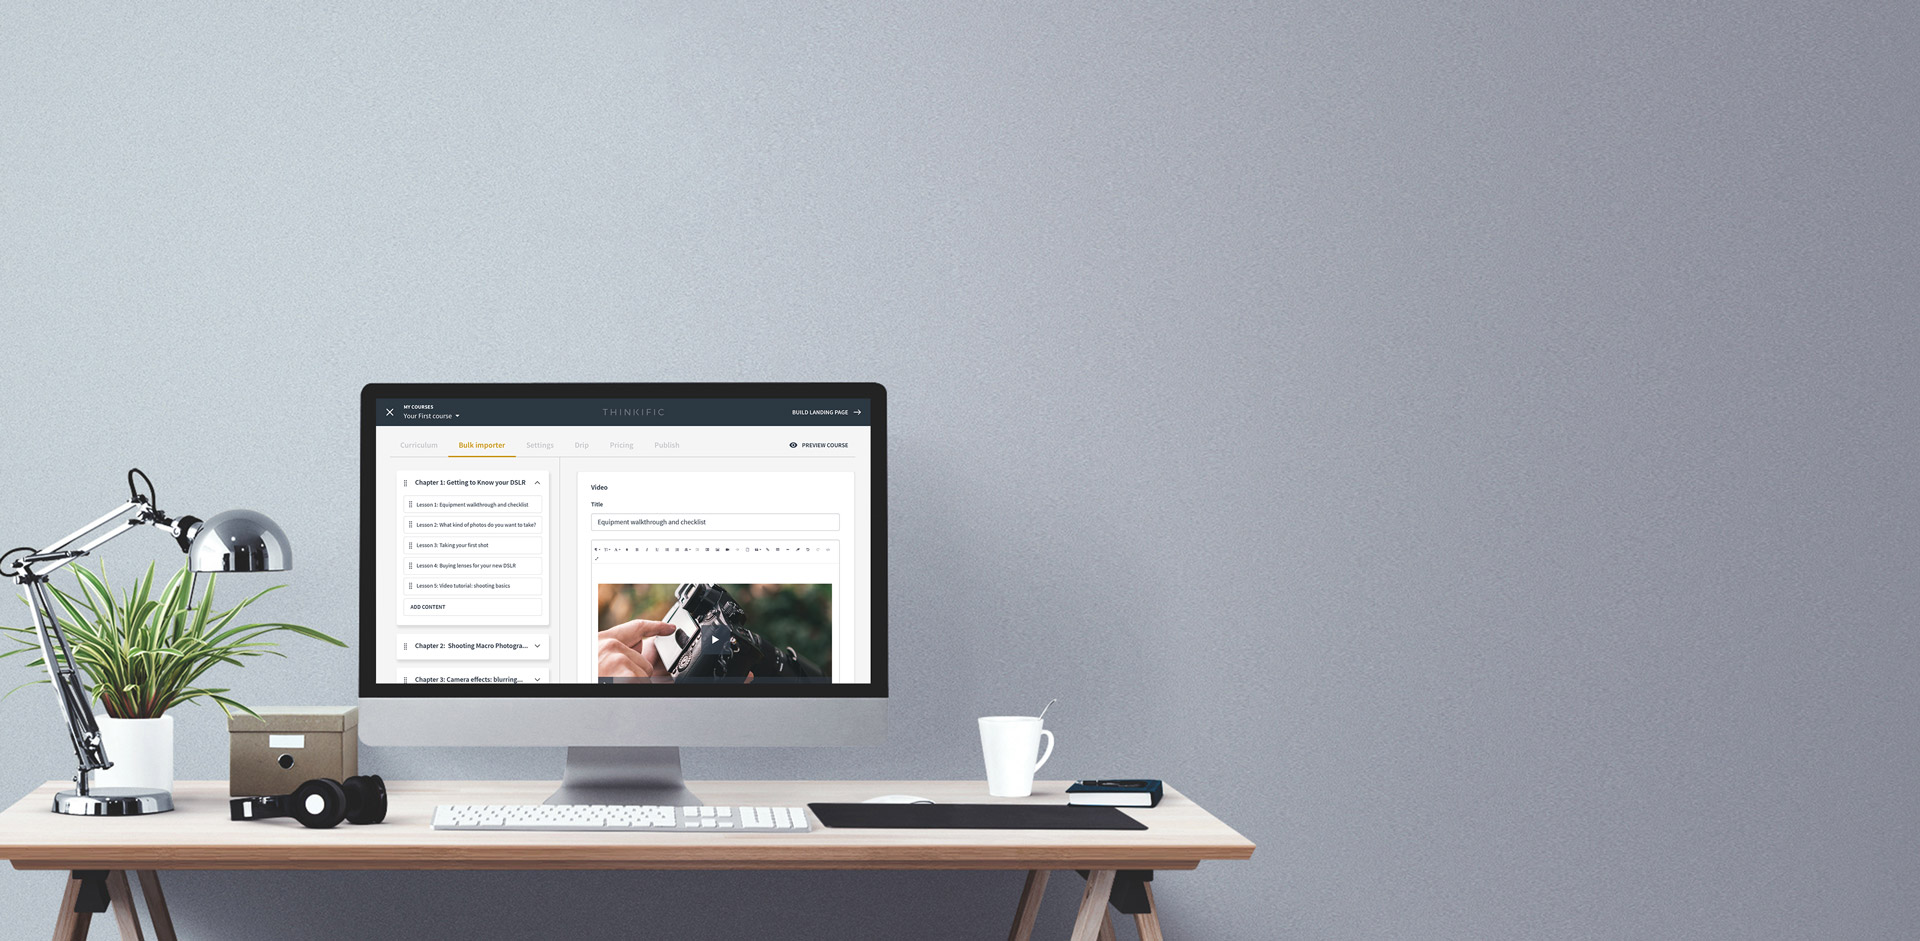 MY COURSES
Your First course
THINKIFIC
BUILD LANDING PAGE
Curriculum
Bulk importer
Settings
Drip
Pricing
Publish
PREVIEW COURSE
Chapter 1: Getting to Know your DSLR
Lesson 1: Equipment walkthrough and checklist
Lesson 2: What kind of photos do you want to take?
Lesson 3: Taking your first shot
Lesson 4: Buying lenses for your new DSLR
Lesson 5: Video tutorial: shooting basics
ADD CONTENT
Chapter 2: Shooting Macro Photogra...
Chapter 3: Camera effects: blurring...
Video
Title
Equipment walkthrough and checklist